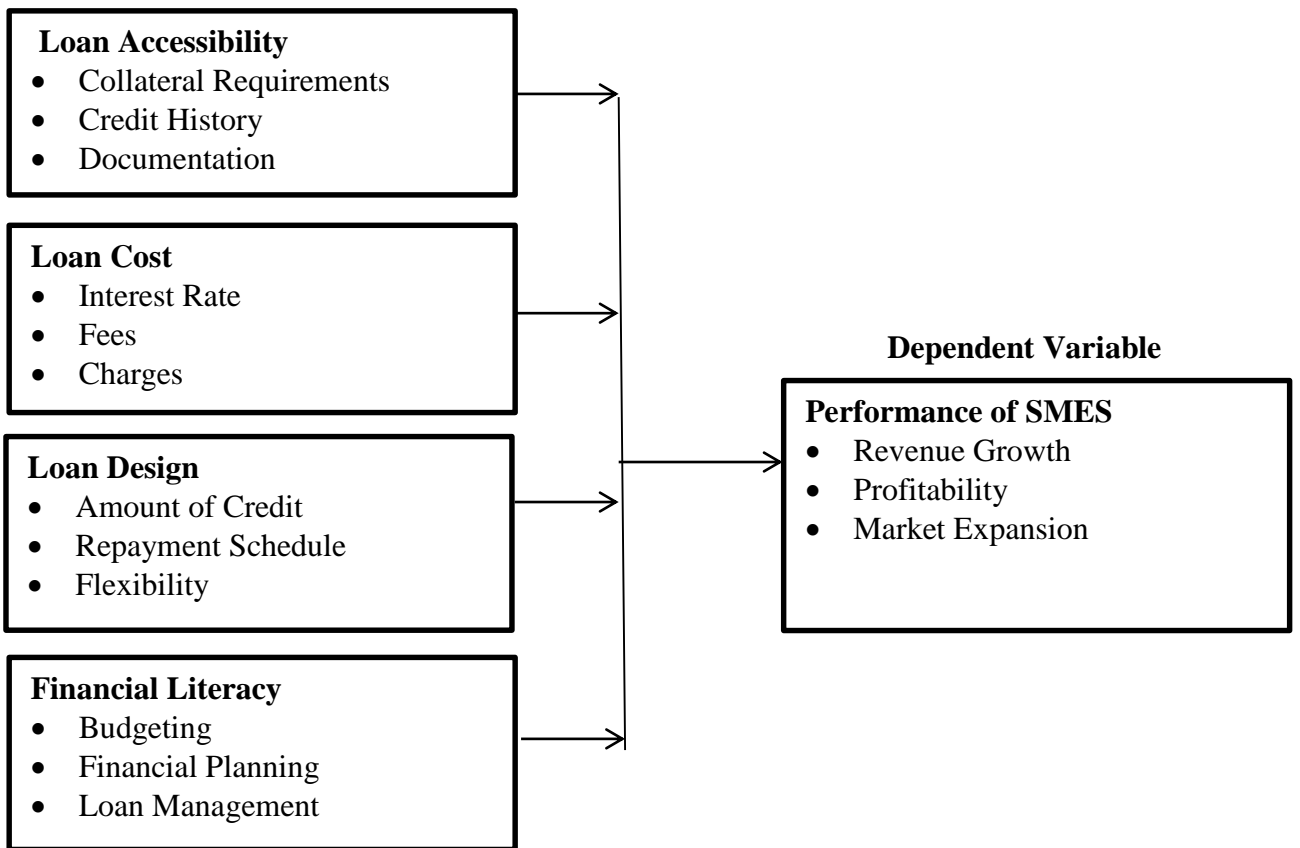 Loan Accessibility
• Collateral Requirements
• Credit History
• Documentation
Loan Cost
• Interest Rate
• Fees
• Charges
Loan Design
• Amount of Credit
• Repayment Schedule
• Flexibility
Financial Literacy
• Budgeting
• Financial Planning
• Loan Management
Dependent Variable
Performance of SMES
• Revenue Growth
• Profitability
• Market Expansion